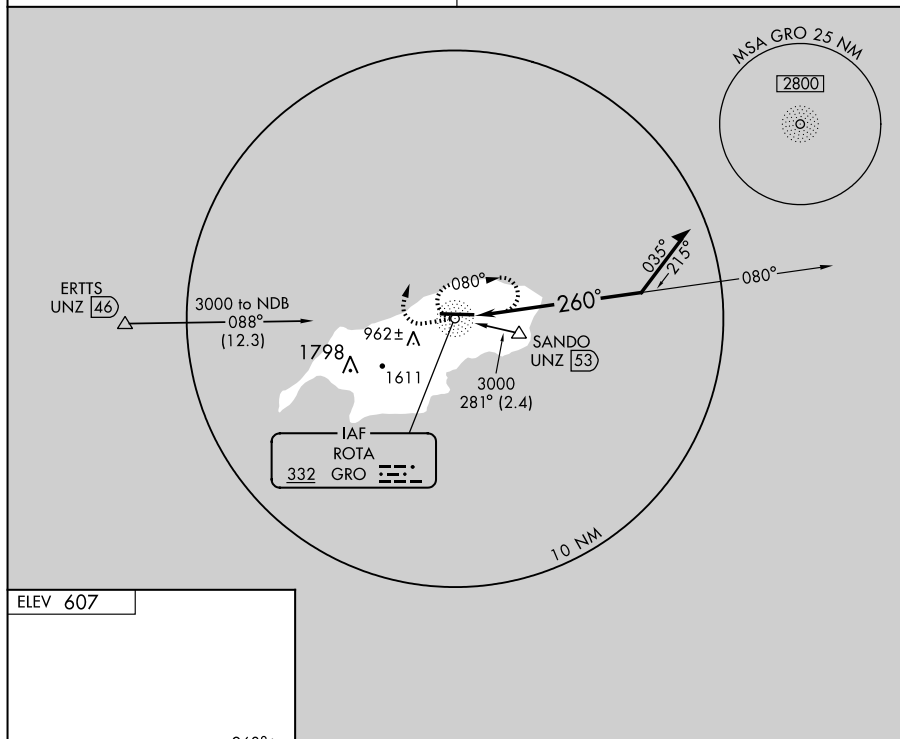 MSA GRO 25 NM
2800
035°
215°
080°
080°
260°
ERTTS
UNZ 46
3000 to NDB
088°
(12.3)
962±
SANDO
UNZ 53
1798
1611
3000
281° (2.4)
IAF
ROTA
332 GRO
10 NM
ELEV 607